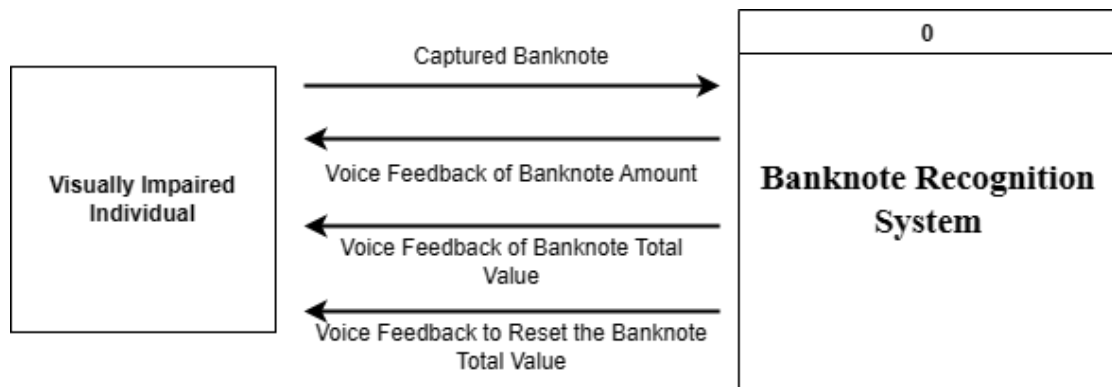 0
Captured Banknote
Voice Feedback of Banknote Amount
Visually Impaired
Individual
Banknote Recognition
System
Voice Feedback of Banknote Total
Value
Voice Feedback to Reset the Banknote
Total Value